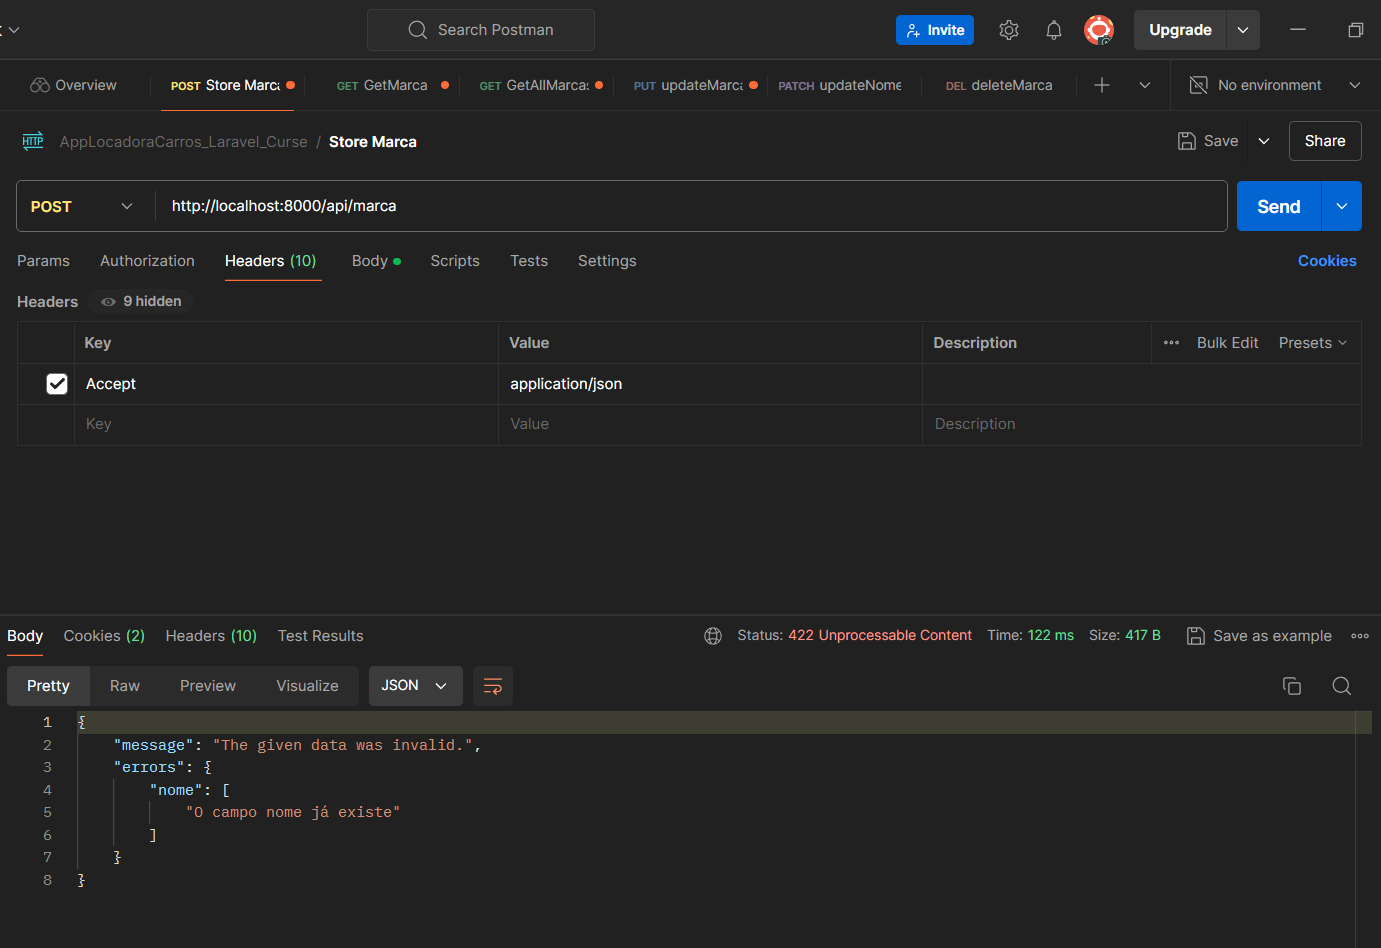 Search Postman
Invite
Upgrade
Overview
POST Store Marca
GET GetMarca
GET GetAllMarcas
PUT updateMarca
PATCH updateNome
DEL deleteMarca
No environment
HTTP
AppLocadoraCarros_Laravel_Curse / Store Marca
Save
Share
POST
http://localhost:8000/api/marca
Send
Params
Authorization
Headers (10)
Body
Scripts
Tests
Settings
Cookies
Headers
9 hidden
Key
Value
Description
Bulk Edit
Presets
Accept
application/json
Key
Value
Description
Body
Cookies (2)
Headers (10)
Test Results
Status: 422 Unprocessable Content
Time: 122 ms
Size: 417 B
Save as example
Pretty
Raw
Preview
Visualize
JSON
1 {
2 "message": "The given data was invalid.",
3 "errors": {
4 "nome": [
5 "O campo nome já existe"
6 ]
7 }
8 }